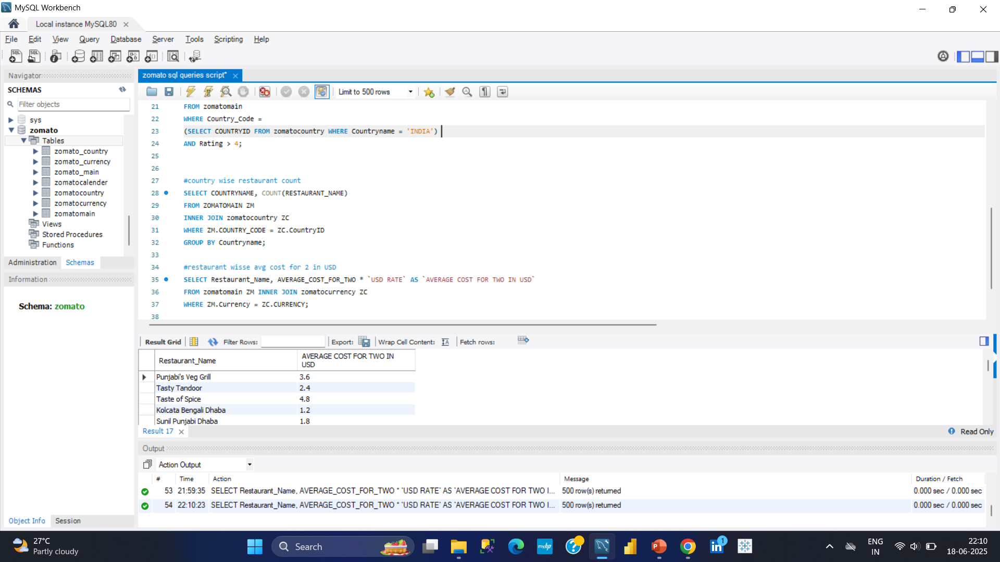 MySQL Workbench
Local instance MySQL80
File Edit View Query Database Server Tools Scripting Help
Navigator
SCHEMAS
Filter objects
sys
zomato
Tables
zomato_country
zomato_currency
zomato_main
zomatocalender
zomatocountry
zomatocurrency
zomatomain
Views
Stored Procedures
Functions
Administration Schemas
Information
Schema: zomato
Object Info Session
zomato sql queries script*
Limit to 500 rows
21 FROM zomatomain
22 WHERE Country_Code =
23 (SELECT COUNTRYID FROM zomatocountry WHERE Countryname = 'INDIA')
24 AND Rating > 4;
25
26
27 #country wise restaurant count
28 SELECT COUNTRYNAME, COUNT(RESTAURANT_NAME)
29 FROM ZOMATOMAIN ZM
30 INNER JOIN zomatocountry ZC
31 WHERE ZM.COUNTRY_CODE = ZC.CountryID
32 GROUP BY Countryname;
33
34 #restaurant wisse avg cost for 2 in USD
35 SELECT Restaurant_Name, AVERAGE_COST_FOR_TWO * `USD RATE` AS `AVERAGE COST FOR TWO IN USD`
36 FROM zomatomain ZM INNER JOIN zomatocurrency ZC
37 WHERE ZM.Currency = ZC.CURRENCY;
38
Result Grid Filter Rows: Export: Wrap Cell Content: Fetch rows:
Restaurant_Name AVERAGE COST FOR TWO IN
USD
Punjabi's Veg Grill 3.6
Tasty Tandoor 2.4
Taste of Spice 4.8
Kolcata Bengali Dhaba 1.2
Sunil Punjabi Dhaba 1.8
Result 17 Read Only
Output
Action Output
# Time Action Message Duration / Fetch
53 21:59:35 SELECT Restaurant_Name, AVERAGE_COST_FOR_TWO * `USD RATE` AS `AVERAGE COST FOR TWO I... 500 row(s) returned 0.000 sec / 0.000 sec
54 22:10:23 SELECT Restaurant_Name, AVERAGE_COST_FOR_TWO * `USD RATE` AS `AVERAGE COST FOR TWO I... 500 row(s) returned 0.000 sec / 0.000 sec
27°C
Partly cloudy
Search
myhp
1
ENG
IN
22:10
18-06-2025